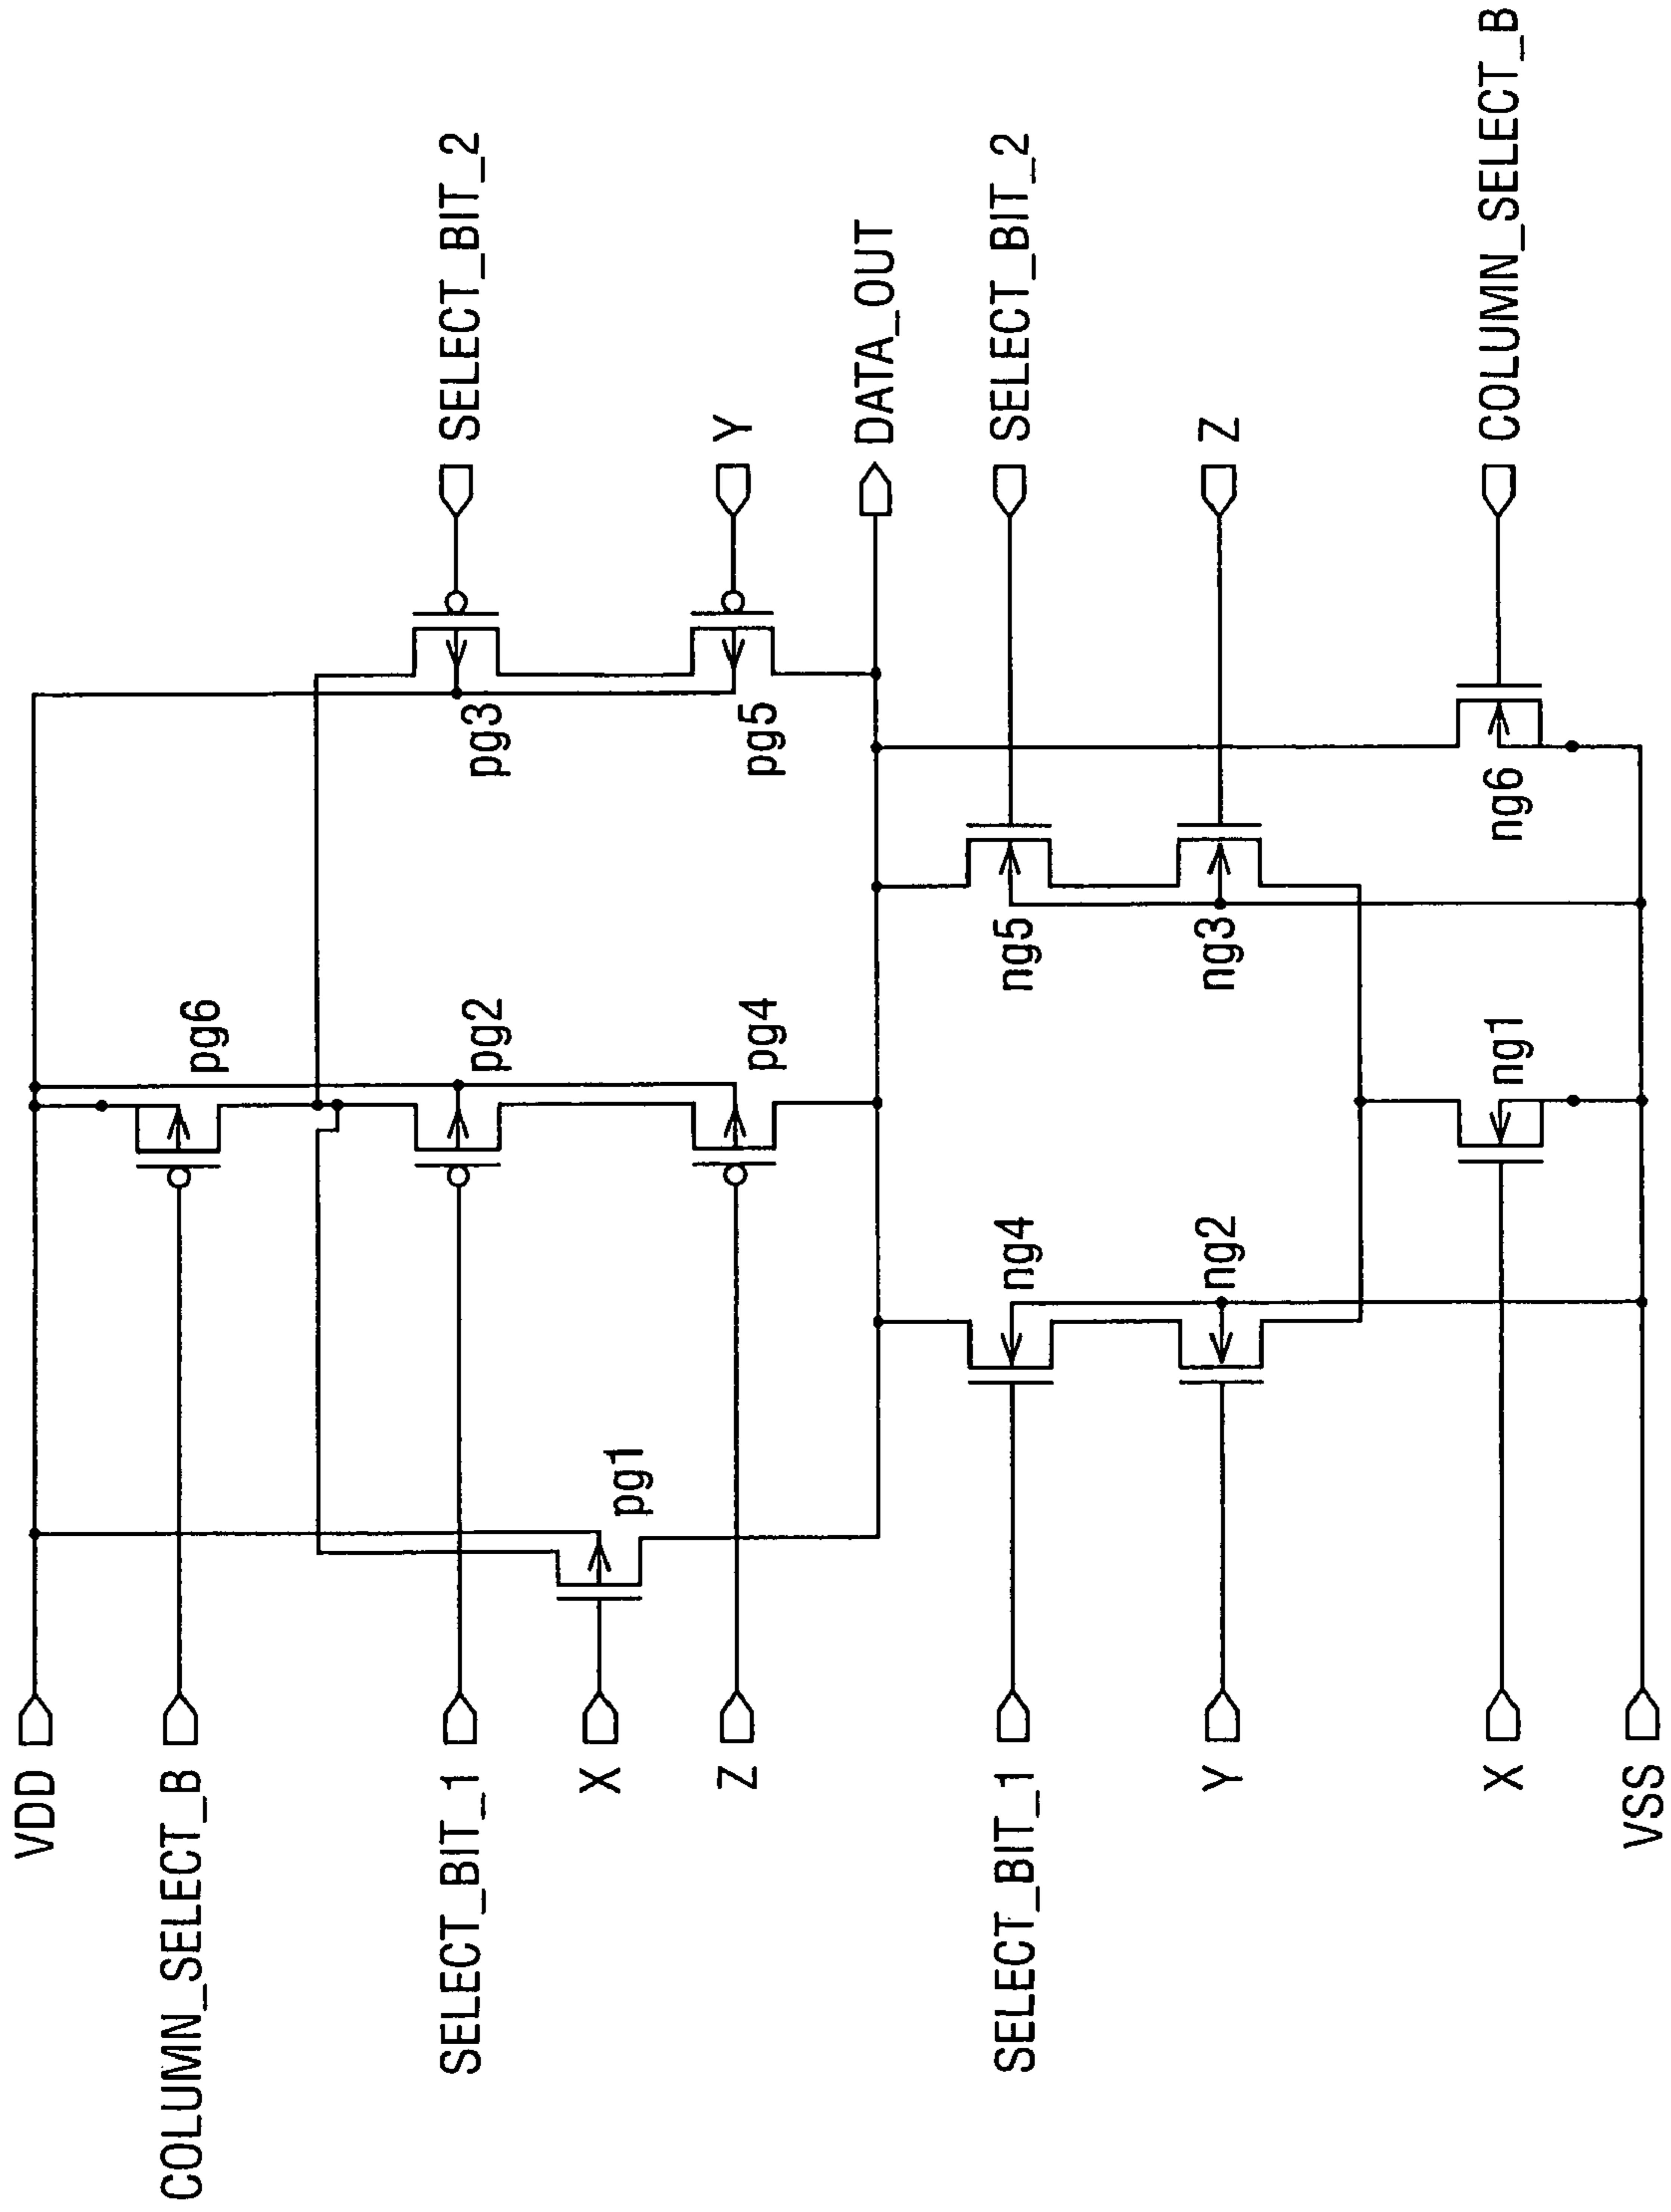 VDD
COLUMN_SELECT_B
SELECT_BIT_1
X
Z
SELECT_BIT_1
Y
X
VSS
pg1
pg6
pg2
pg4
ng4
ng2
ng1
pg3
pg5
ng5
ng3
ng6
SELECT_BIT_2
Y
DATA_OUT
SELECT_BIT_2
Z
COLUMN_SELECT_B